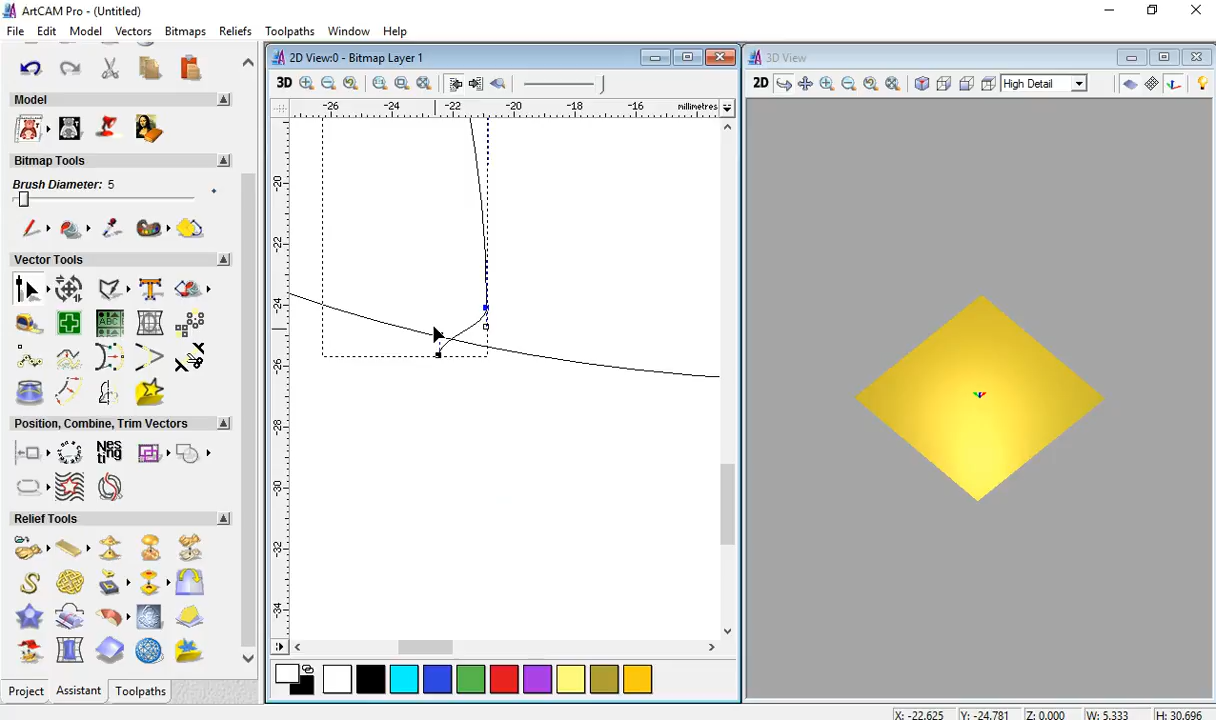 ArtCAM Pro - (Untitled)
File Edit Model Vectors Bitmaps Reliefs Toolpaths Window Help
Model
Bitmap Tools
Brush Diameter: 5
Vector Tools
ABC
Position, Combine, Trim Vectors
Nes
ting
Relief Tools
Project Assistant Toolpaths
2D View:0 - Bitmap Layer 1
3D
-26 -24 -22 -20 -18 -16 millimetres
-20
-22
-24
-26
-28
-30
-32
-34
3D View
2D High Detail
X: -22.625 Y: -24.781 Z: 0.000 W: 5.333 H: 30.696